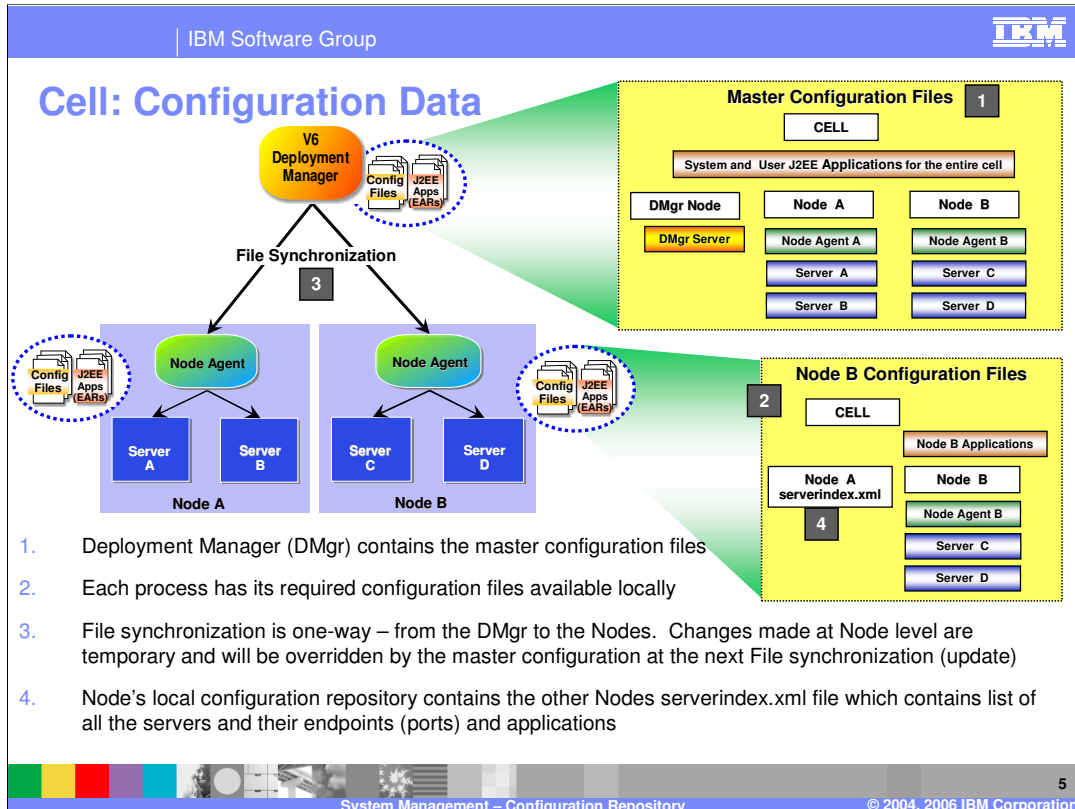 IBM Software Group
IBM
Cell: Configuration Data
V6
Deployment
Manager
Config
Files
J2EE
Apps
(EARs)
File Synchronization
3
Node Agent
Node Agent
Config
Files
J2EE
Apps
(EARs)
Config
Files
J2EE
Apps
(EARs)
Server
A
Server
B
Server
C
Server
D
Node A
Node B
Master Configuration Files
1
CELL
System and User J2EE Applications for the entire cell
DMgr Node
Node A
Node B
DMgr Server
Node Agent A
Node Agent B
Server A
Server C
Server B
Server D
Node B Configuration Files
2
CELL
Node B Applications
Node A
serverindex.xml
Node B
4
Node Agent B
Server C
Server D
1. Deployment Manager (DMgr) contains the master configuration files
2. Each process has its required configuration files available locally
3. File synchronization is one-way – from the DMgr to the Nodes. Changes made at Node level are
temporary and will be overridden by the master configuration at the next File synchronization (update)
4. Node's local configuration repository contains the other Nodes serverindex.xml file which contains list of
all the servers and their endpoints (ports) and applications
5
System Management – Configuration Repository
© 2004, 2006 IBM Corporation